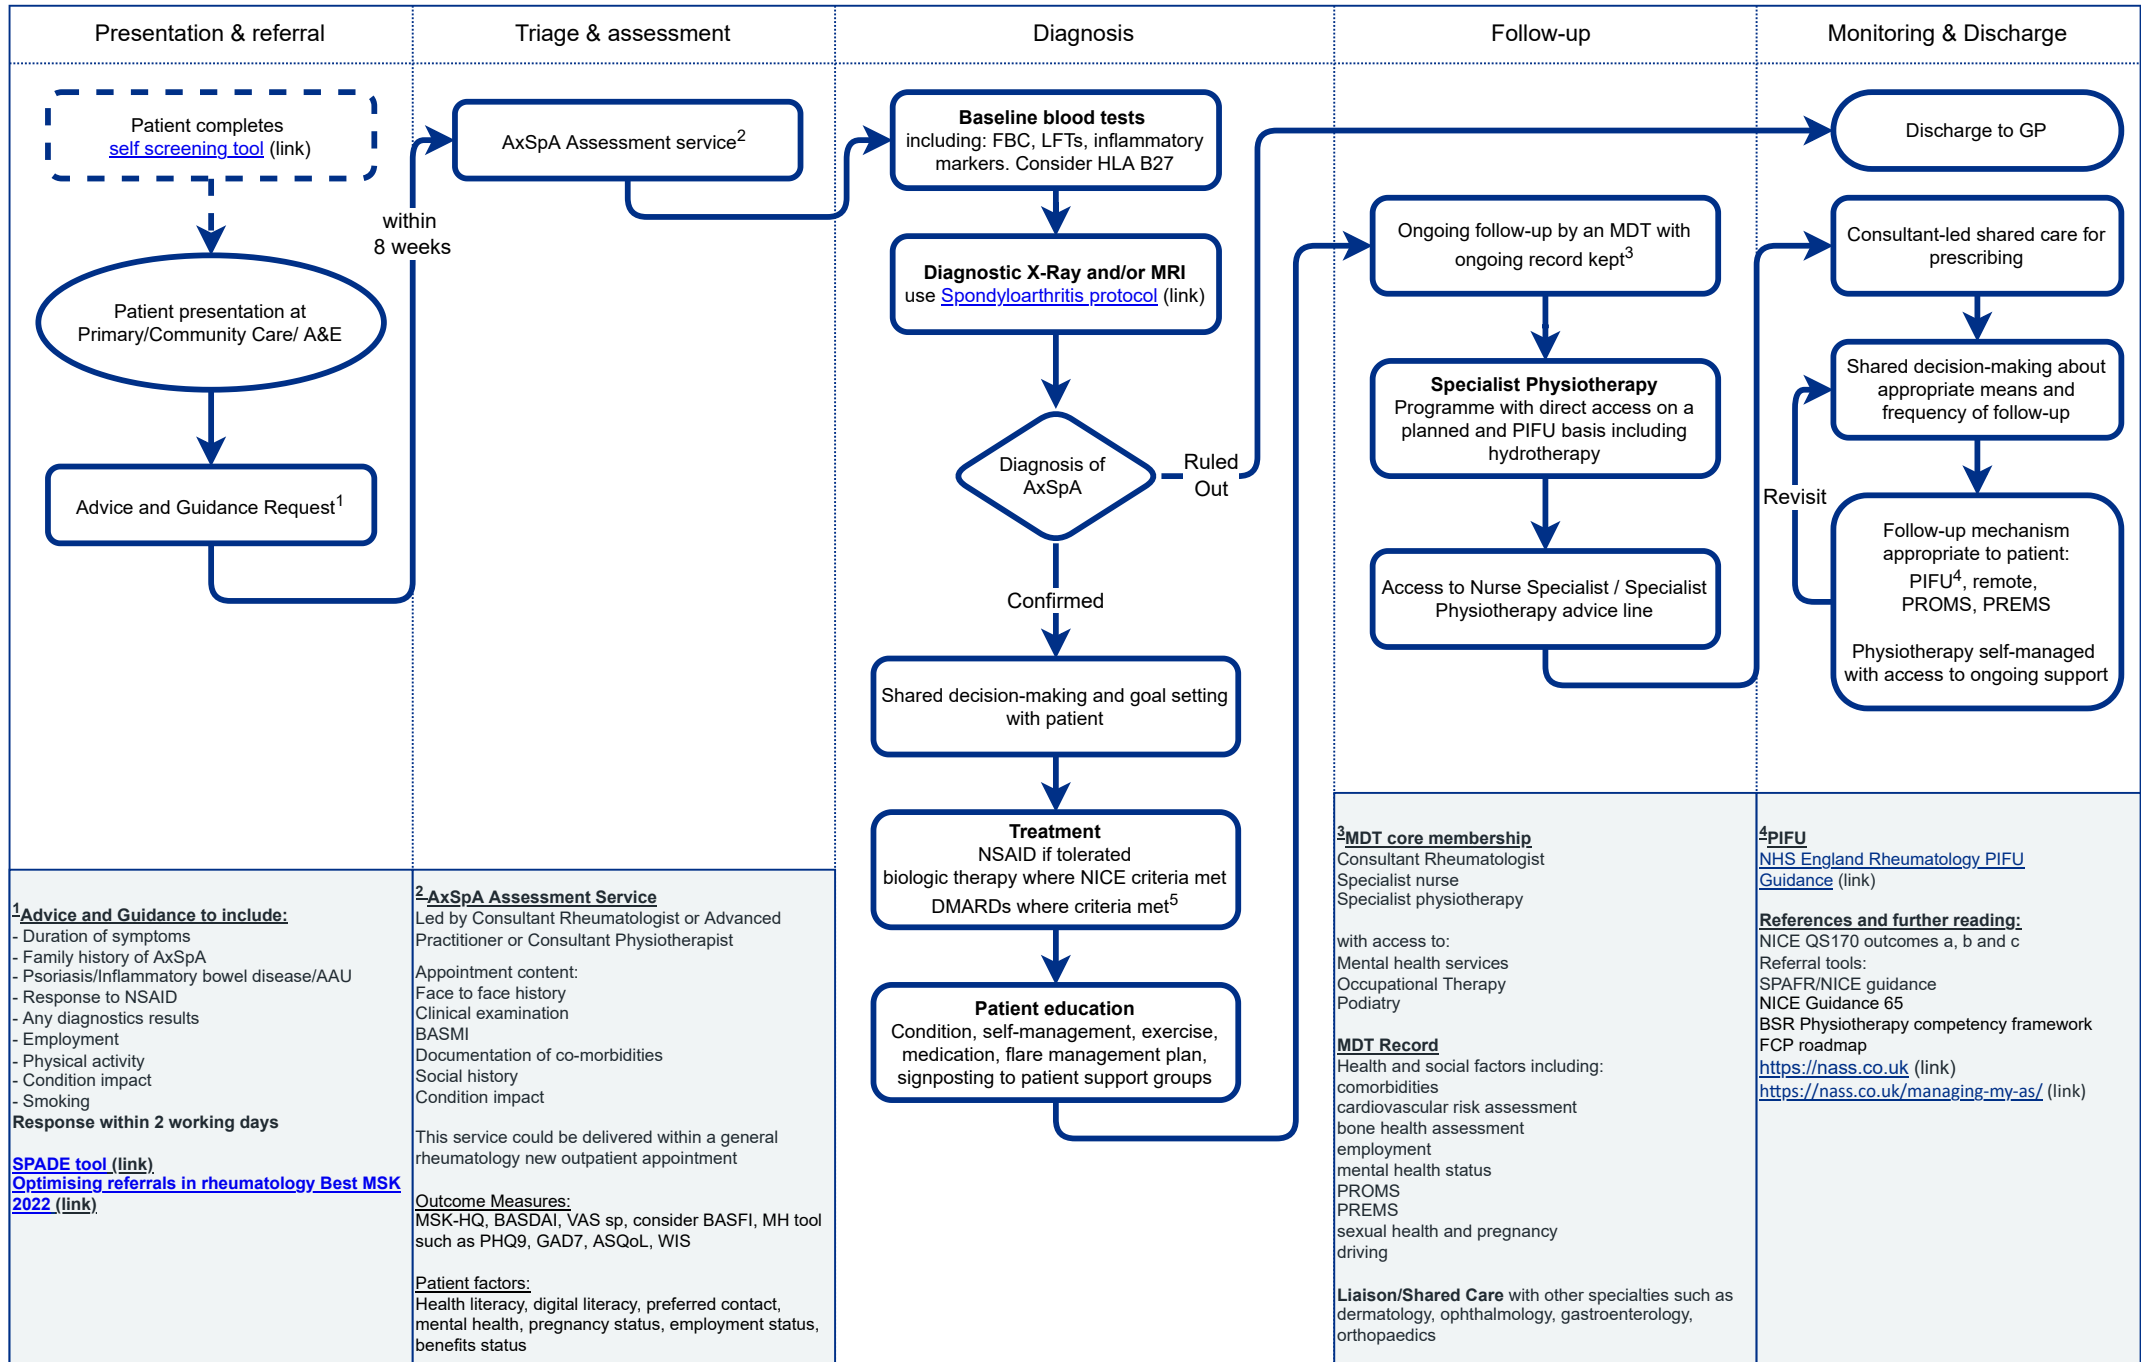 Presentation & referral
Triage & assessment
Diagnosis
Follow-up
Monitoring & Discharge
Patient completes
self screening tool (link)
Patient presentation at
Primary/Community Care/ A&E
Advice and Guidance Request1
within
8 weeks
AxSpA Assessment service2
Baseline blood tests
including: FBC, LFTs, inflammatory
markers. Consider HLA B27
Diagnostic X-Ray and/or MRI
use Spondyloarthritis protocol (link)
Diagnosis of
AxSpA
Ruled
Out
Confirmed
Shared decision-making and goal setting
with patient
Treatment
NSAID if tolerated
biologic therapy where NICE criteria met
DMARDs where criteria met5
Patient education
Condition, self-management, exercise,
medication, flare management plan,
signposting to patient support groups
Ongoing follow-up by an MDT with
ongoing record kept3
Specialist Physiotherapy
Programme with direct access on a
planned and PIFU basis including
hydrotherapy
Access to Nurse Specialist / Specialist
Physiotherapy advice line
Discharge to GP
Consultant-led shared care for
prescribing
Shared decision-making about
appropriate means and
frequency of follow-up
Revisit
Follow-up mechanism
appropriate to patient:
PIFU4, remote,
PROMS, PREMS
Physiotherapy self-managed
with access to ongoing support
1Advice and Guidance to include:
- Duration of symptoms
- Family history of AxSpA
- Psoriasis/Inflammatory bowel disease/AAU
- Response to NSAID
- Any diagnostics results
- Employment
- Physical activity
- Condition impact
- Smoking
Response within 2 working days
SPADE tool (link)
Optimising referrals in rheumatology Best MSK
2022 (link)
2 AxSpA Assessment Service
Led by Consultant Rheumatologist or Advanced
Practitioner or Consultant Physiotherapist
Appointment content:
Face to face history
Clinical examination
BASMI
Documentation of co-morbidities
Social history
Condition impact
This service could be delivered within a general
rheumatology new outpatient appointment
Outcome Measures:
MSK-HQ, BASDAI, VAS sp, consider BASFI, MH tool
such as PHQ9, GAD7, ASQoL, WIS
Patient factors:
Health literacy, digital literacy, preferred contact,
mental health, pregnancy status, employment status,
benefits status
3MDT core membership
Consultant Rheumatologist
Specialist nurse
Specialist physiotherapy
with access to:
Mental health services
Occupational Therapy
Podiatry
MDT Record
Health and social factors including:
comorbidities
cardiovascular risk assessment
bone health assessment
employment
mental health status
PROMS
PREMS
sexual health and pregnancy
driving
Liaison/Shared Care with other specialties such as
dermatology, ophthalmology, gastroenterology,
orthopaedics
4PIFU
NHS England Rheumatology PIFU
Guidance (link)
References and further reading:
NICE QS170 outcomes a, b and c
Referral tools:
SPAFR/NICE guidance
NICE Guidance 65
BSR Physiotherapy competency framework
FCP roadmap
https://nass.co.uk (link)
https://nass.co.uk/managing-my-as/ (link)